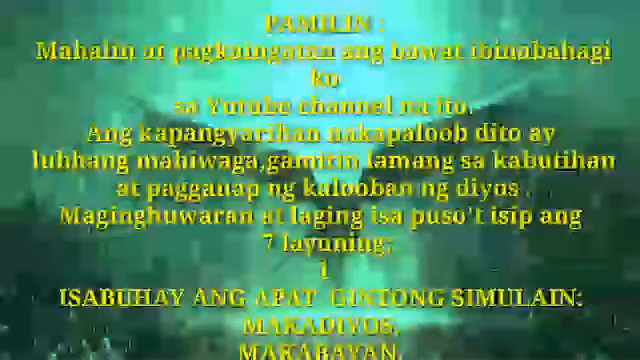 PAMILIN :
Mahalin at pagkaingatan ang bawat ibinabahagi
ko
sa Yutube channel na ito.
Ang kapangyarihan nakapaloob dito ay
lubhang mahiwaga,gamitin lamang sa kabutihan
at pagganap ng kalooban ng diyos .
Maginghuwaran at laging isa puso't isip ang
7 layuning;
1
ISABUHAY ANG APAT GINTONG SIMULAIN:
MAKADIYOS,
MAKABAYAN,